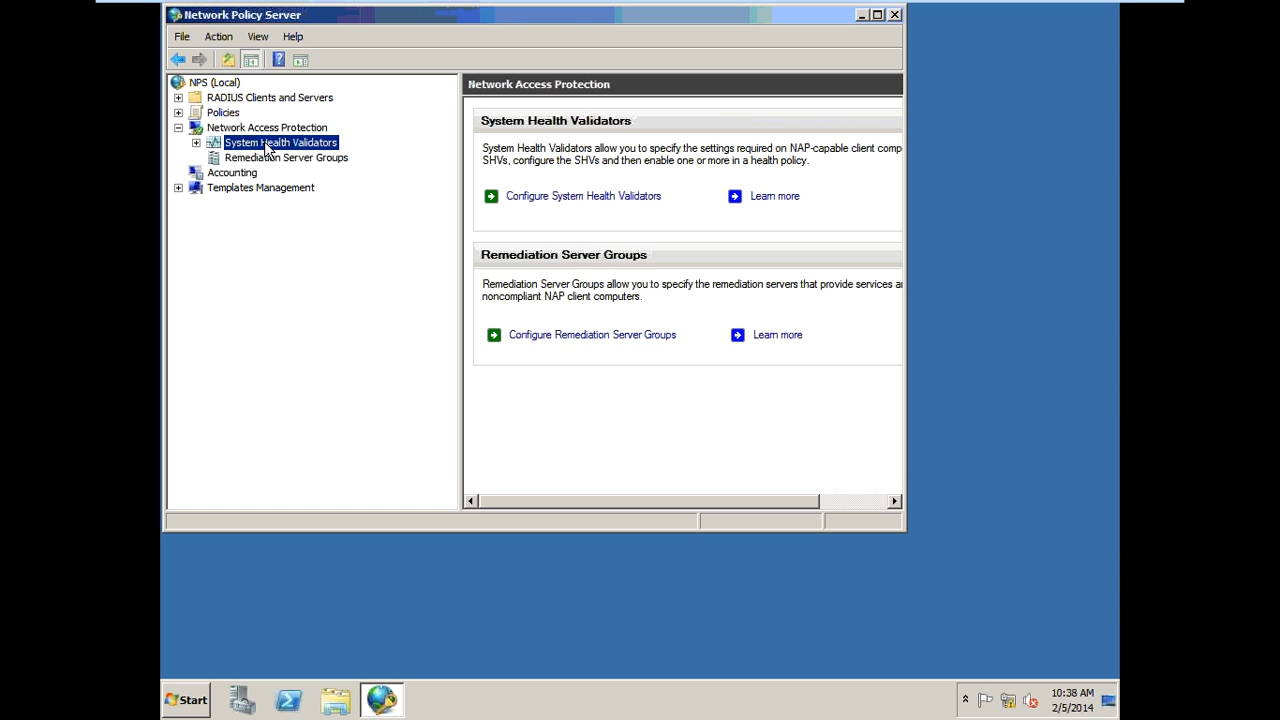 Network Policy Server
File Action View Help
NPS (Local)
RADIUS Clients and Servers
Policies
Network Access Protection
System Health Validators
Remediation Server Groups
Accounting
Templates Management
Network Access Protection
System Health Validators
System Health Validators allow you to specify the settings required on NAP-capable client comp
SHVs, configure the SHVs and then enable one or more in a health policy.
Configure System Health Validators Learn more
Remediation Server Groups
Remediation Server Groups allow you to specify the remediation servers that provide services a
noncompliant NAP client computers.
Configure Remediation Server Groups Learn more
Start
10:38 AM
2/5/2014